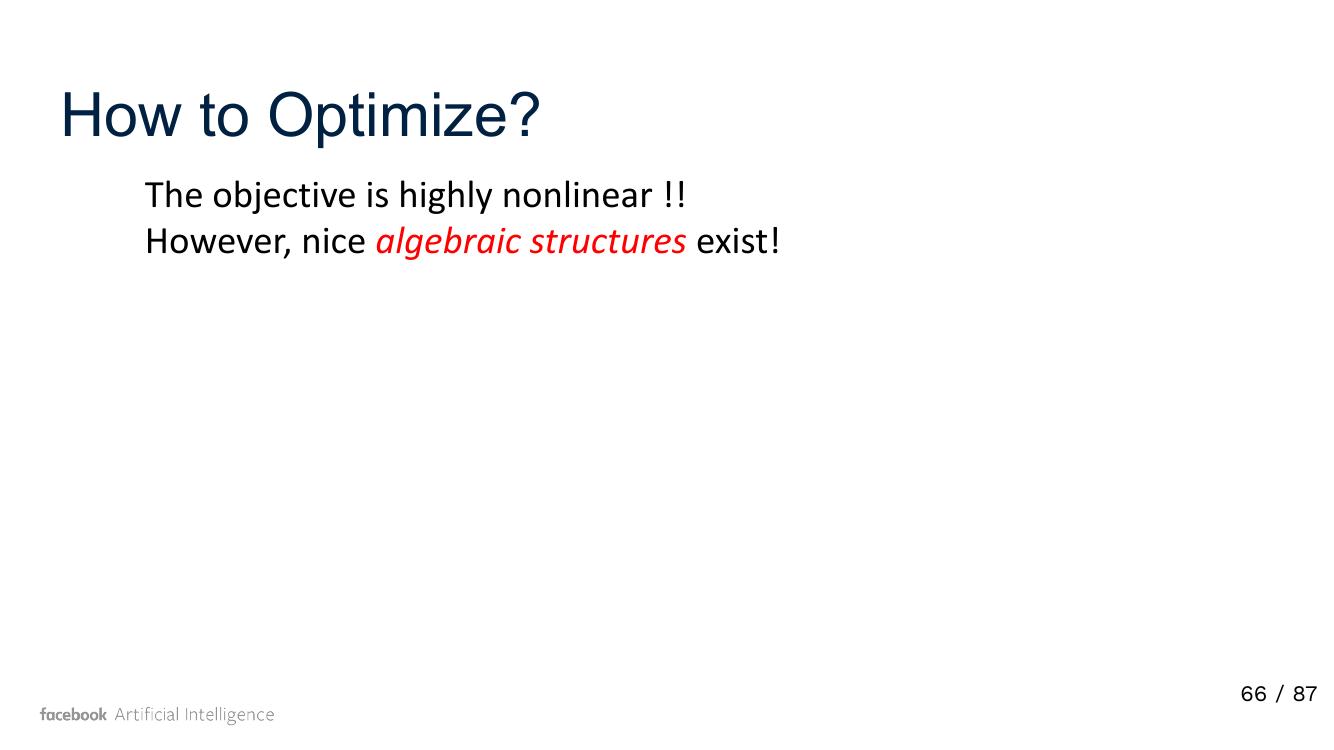 How to Optimize?
The objective is highly nonlinear !!
However, nice algebraic structures exist!
66 / 87
facebook Artificial Intelligence